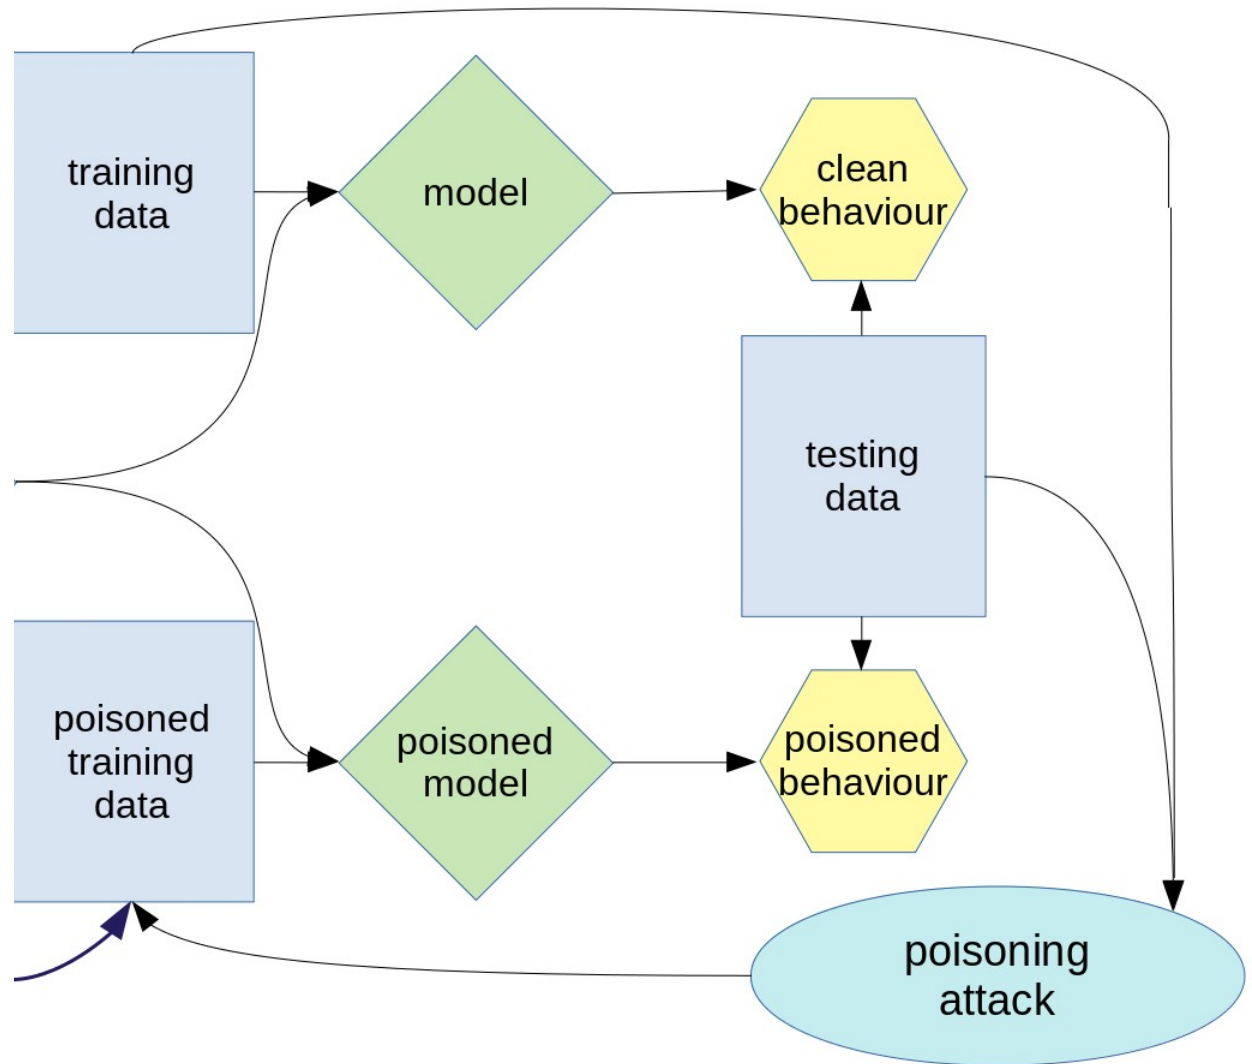 training
data
model
clean
behaviour
testing
data
poisoned
training
data
poisoned
model
poisoned
behaviour
poisoning
attack